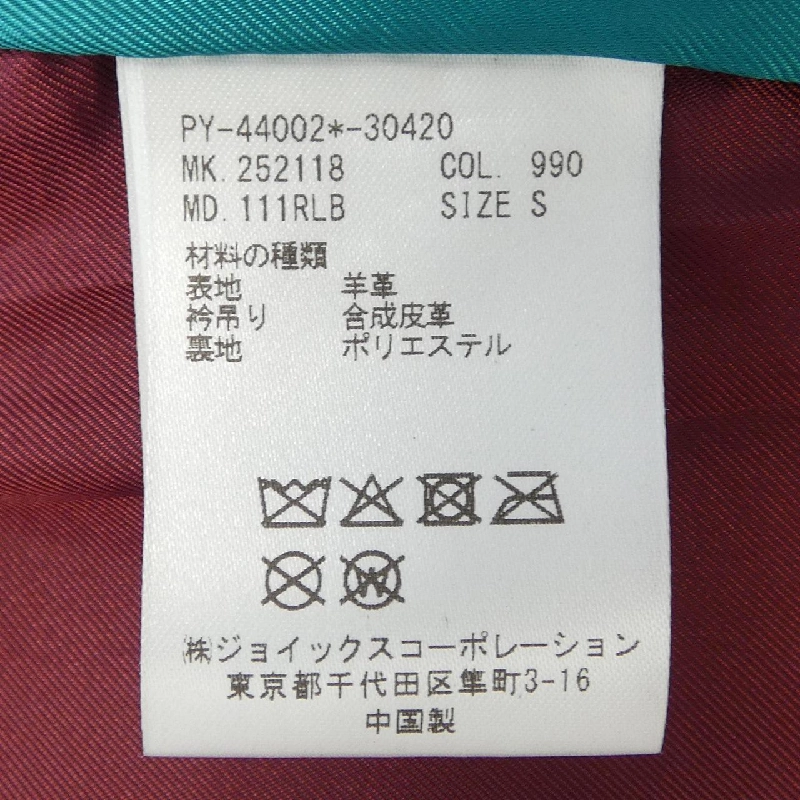 PY-44002*-30420
MK. 252118 COL. 990
MD. 111RLB SIZE S
材料の種類
表地 羊革
衿吊り 合成皮革
裏地 ポリエステル
W
㈱ジョイックスコーポレーション
東京都千代田区隼町3-16
中国製